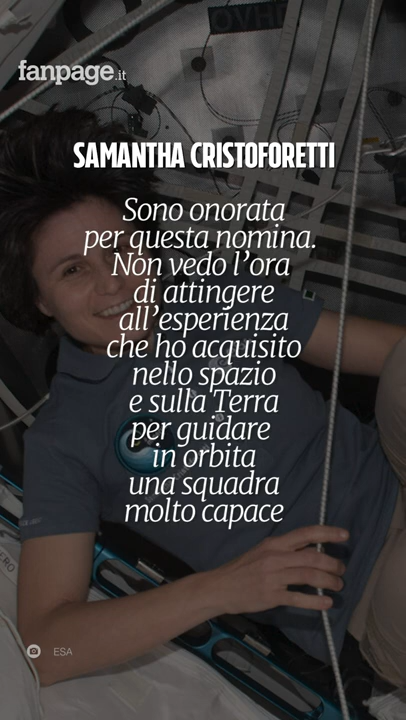 OVHD
fanpage.it
SAMANTHA CRISTOFORETTI
Sono onorata
per questa nomina.
Non vedo l'ora
di attingere
all'esperienza
che ho acquisito
nello spazio
e sulla Terra
per guidare
in orbita
una squadra
molto capace
ESA